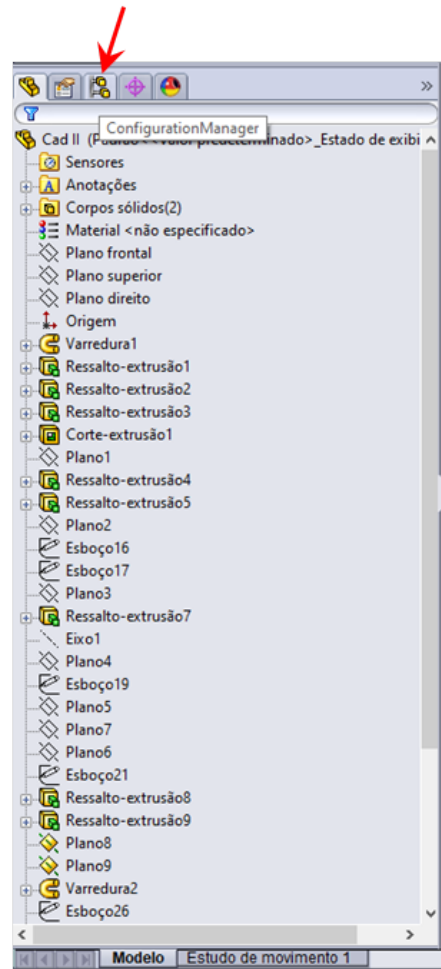 ConfigurationManager
Cad II (Padrão<<Valor predeterminado>_Estado de exibi
Sensores
Anotações
Corpos sólidos(2)
Material <não especificado>
Plano frontal
Plano superior
Plano direito
Origem
Varredura1
Ressalto-extrusão1
Ressalto-extrusão2
Ressalto-extrusão3
Corte-extrusão1
Plano1
Ressalto-extrusão4
Ressalto-extrusão5
Plano2
Esboço16
Esboço17
Plano3
Ressalto-extrusão7
Eixo1
Plano4
Esboço19
Plano5
Plano7
Plano6
Esboço21
Ressalto-extrusão8
Ressalto-extrusão9
Plano8
Plano9
Varredura2
Esboço26
Modelo Estudo de movimento 1